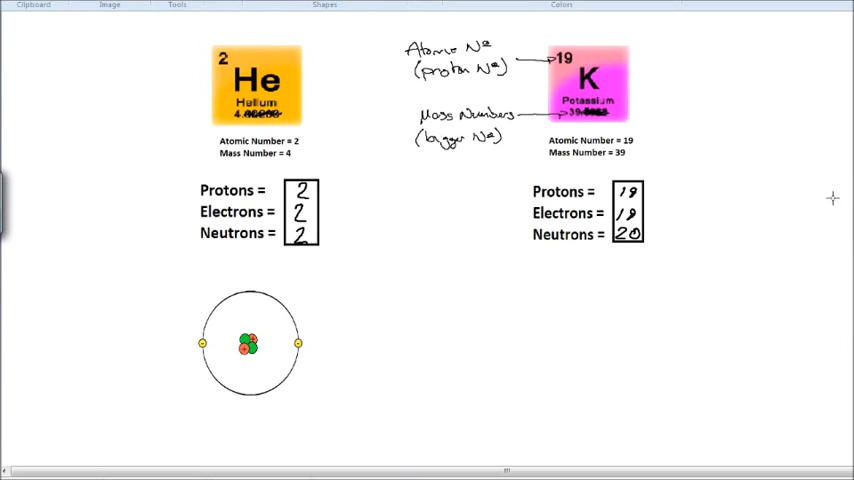 Clipboard Image Tools Shapes Colors
2
He
Helium
4.
Atomic Number = 2
Mass Number = 4
Protons = 2
Electrons = 2
Neutrons = 2
Atomic Nº
(proton Nº)
Mass Numbers
(bigger Nº)
19
K
Potassium
39
Atomic Number = 19
Mass Number = 39
Protons = 19
Electrons = 19
Neutrons = 20
+
+
-
-